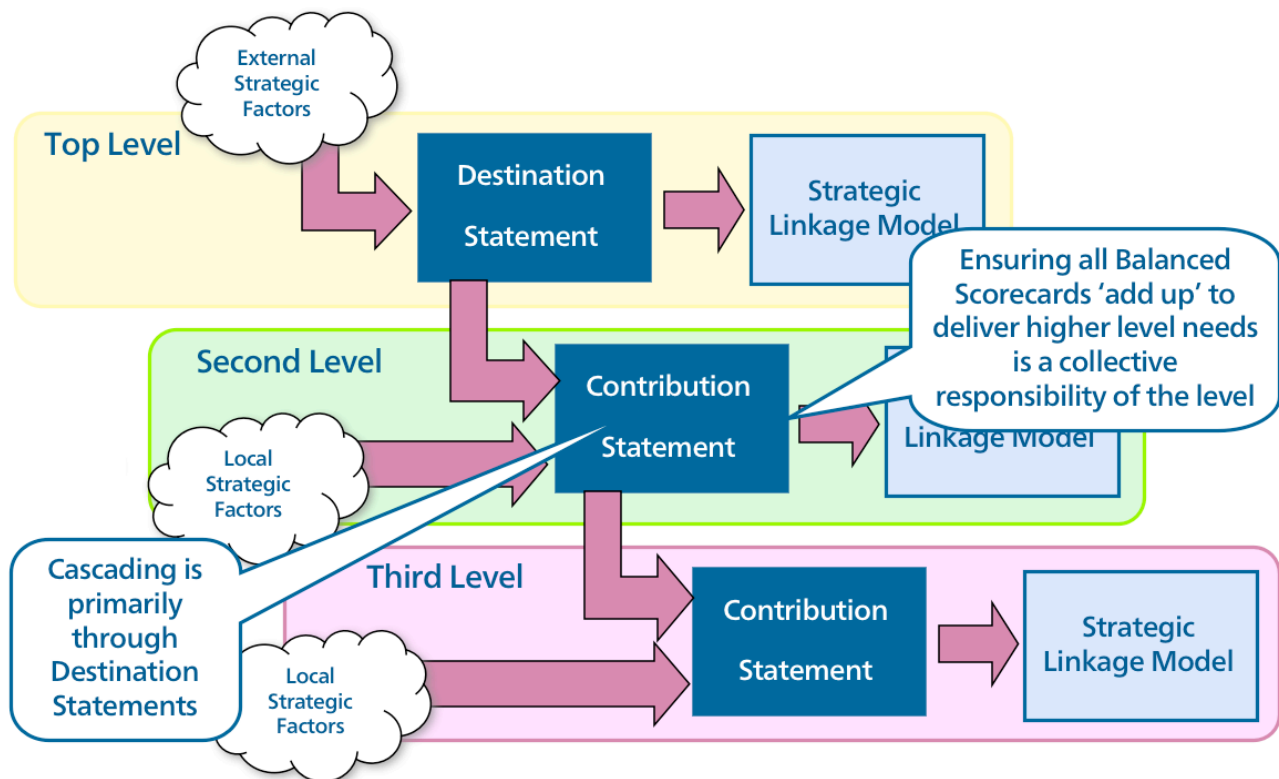 External
Strategic
Factors
Top Level
Destination
Statement
Strategic
Linkage Model
Ensuring all Balanced
Scorecards ‘add up’ to
deliver higher level needs
is a collective
responsibility of the level
Second Level
Contribution
Statement
Linkage Model
Local
Strategic
Factors
Cascading is
primarily
through
Destination
Statements
Third Level
Contribution
Statement
Strategic
Linkage Model
Local
Strategic
Factors